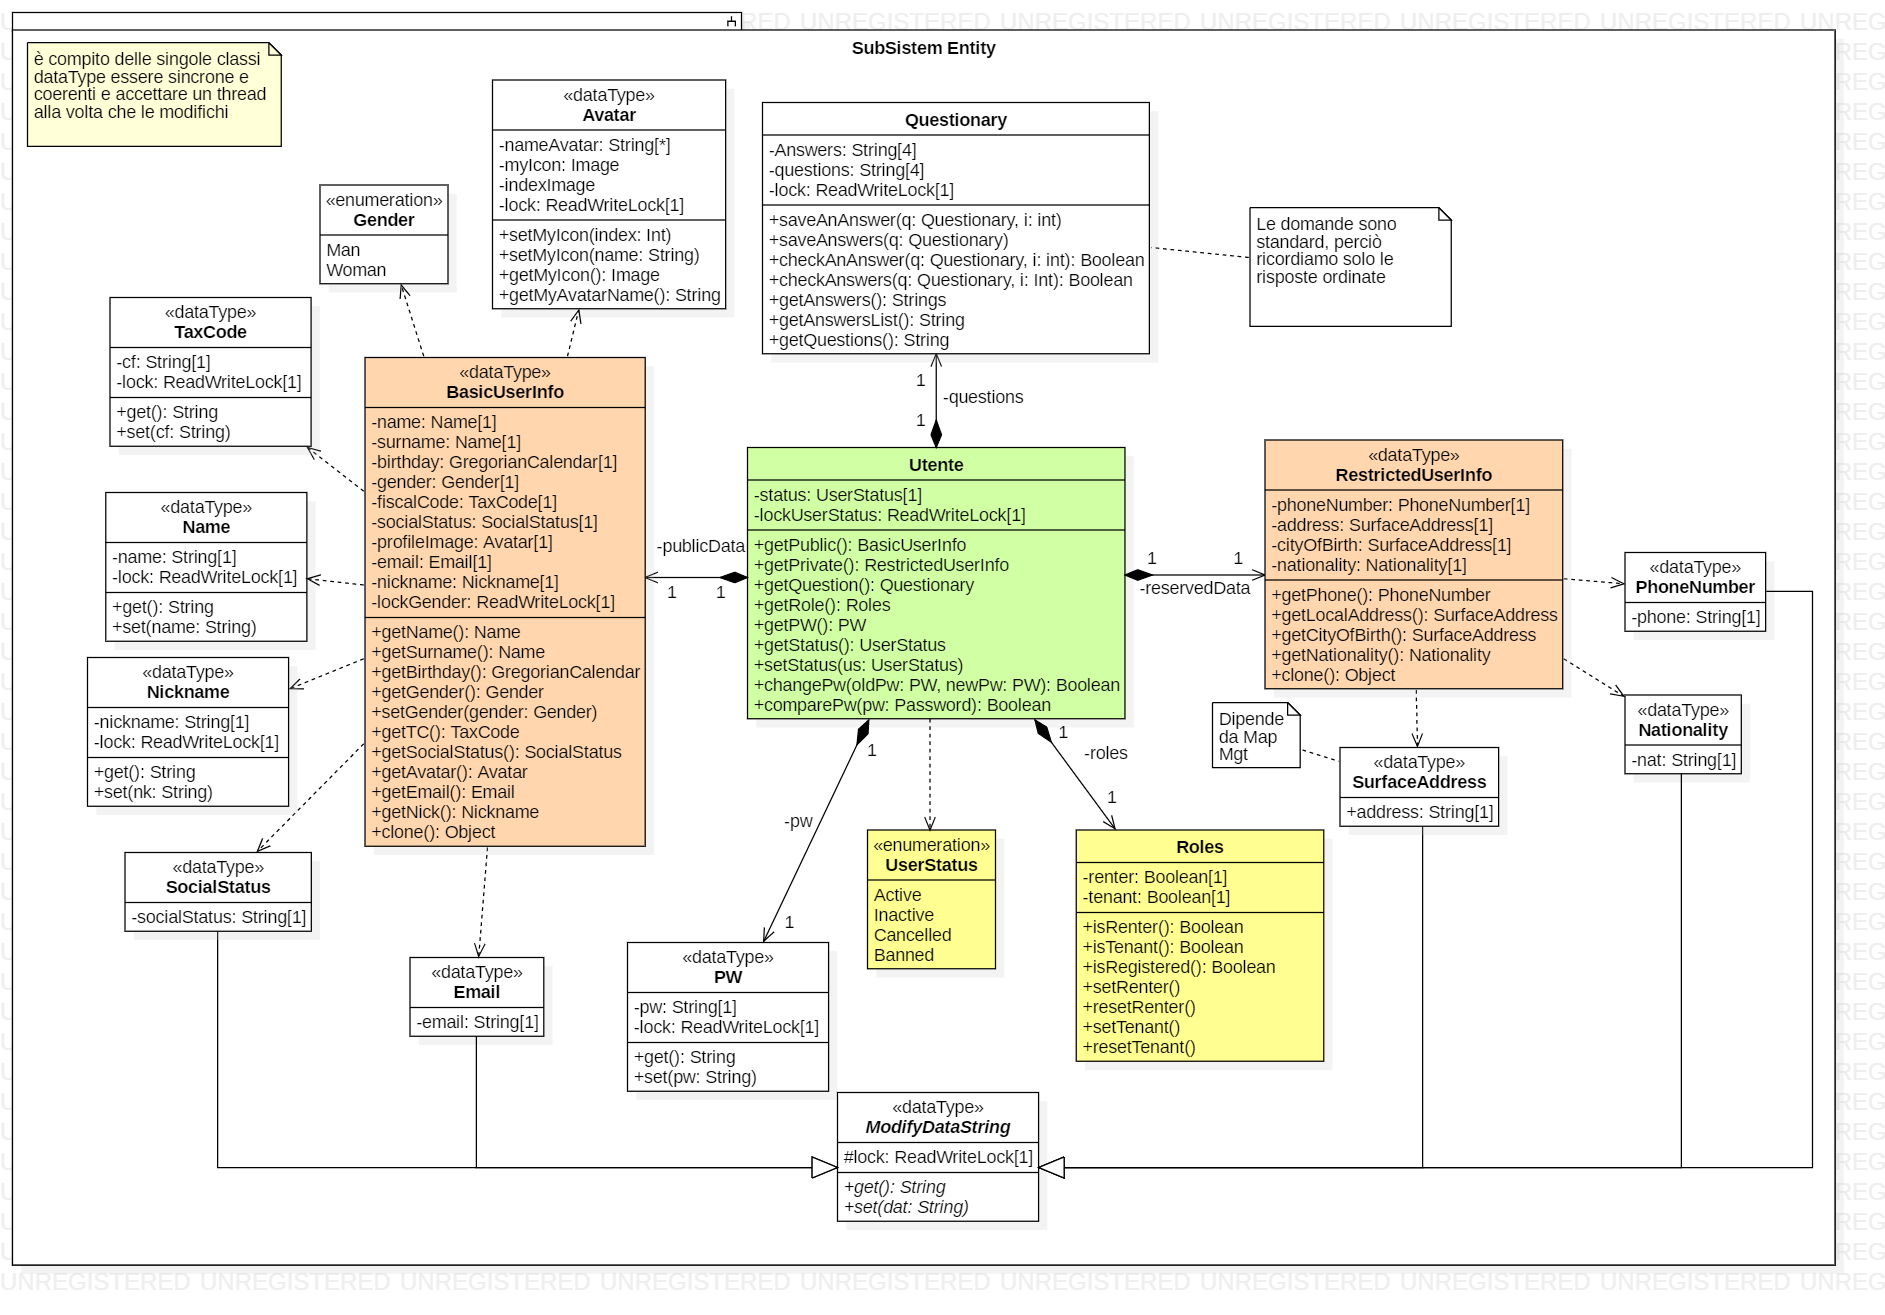 SubSistem Entity
è compito delle singole classi
dataType essere sincrone e
coerenti e accettare un thread
alla volta che le modifichi
«dataType»
Avatar
-nameAvatar: String[*]
-myIcon: Image
-indexImage
-lock: ReadWriteLock[1]
+setMyIcon(index: Int)
+setMyIcon(name: String)
+getMyIcon(): Image
+getMyAvatarName(): String
Questionary
-Answers: String[4]
-questions: String[4]
-lock: ReadWriteLock[1]
+saveAnAnswer(q: Questionary, i: int)
+saveAnswers(q: Questionary)
+checkAnAnswer(q: Questionary, i: int): Boolean
+checkAnswers(q: Questionary, i: Int): Boolean
+getAnswers(): Strings
+getAnswersList(): String
+getQuestions(): String
Le domande sono
standard, perciò
ricordiamo solo le
risposte ordinate
«enumeration»
Gender
Man
Woman
«dataType»
TaxCode
-cf: String[1]
-lock: ReadWriteLock[1]
+get(): String
+set(cf: String)
«dataType»
Name
-name: String[1]
-lock: ReadWriteLock[1]
+get(): String
+set(name: String)
«dataType»
Nickname
-nickname: String[1]
-lock: ReadWriteLock[1]
+get(): String
+set(nk: String)
«dataType»
SocialStatus
-socialStatus: String[1]
«dataType»
BasicUserInfo
-name: Name[1]
-surname: Name[1]
-birthday: GregorianCalendar[1]
-gender: Gender[1]
-fiscalCode: TaxCode[1]
-socialStatus: SocialStatus[1]
-profileImage: Avatar[1]
-email: Email[1]
-nickname: Nickname[1]
-lockGender: ReadWriteLock[1]
+getName(): Name
+getSurname(): Name
+getBirthday(): GregorianCalendar
+getGender(): Gender
+setGender(gender: Gender)
+getTC(): TaxCode
+getSocialStatus(): SocialStatus
+getAvatar(): Avatar
+getEmail(): Email
+getNick(): Nickname
+clone(): Object
«dataType»
Email
-email: String[1]
1
-questions
1
-publicData
1
1
Utente
-status: UserStatus[1]
-lockUserStatus: ReadWriteLock[1]
+getPublic(): BasicUserInfo
+getPrivate(): RestrictedUserInfo
+getQuestion(): Questionary
+getRole(): Roles
+getPW(): PW
+getStatus(): UserStatus
+setStatus(us: UserStatus)
+changePw(oldPw: PW, newPw: PW): Boolean
+comparePw(pw: Password): Boolean
1
1
-reservedData
«dataType»
RestrictedUserInfo
-phoneNumber: PhoneNumber[1]
-address: SurfaceAddress[1]
-cityOfBirth: SurfaceAddress[1]
-nationality: Nationality[1]
+getPhone(): PhoneNumber
+getLocalAddress(): SurfaceAddress
+getCityOfBirth(): SurfaceAddress
+getNationality(): Nationality
+clone(): Object
«dataType»
PhoneNumber
-phone: String[1]
«dataType»
Nationality
-nat: String[1]
Dipende
da Map
Mgt
«dataType»
SurfaceAddress
+address: String[1]
1
-pw
1
1
-roles
1
«dataType»
PW
-pw: String[1]
-lock: ReadWriteLock[1]
+get(): String
+set(pw: String)
«enumeration»
UserStatus
Active
Inactive
Cancelled
Banned
Roles
-renter: Boolean[1]
-tenant: Boolean[1]
+isRenter(): Boolean
+isTenant(): Boolean
+isRegistered(): Boolean
+setRenter()
+resetRenter()
+setTenant()
+resetTenant()
«dataType»
ModifyDataString
#lock: ReadWriteLock[1]
+get(): String
+set(dat: String)
UNREGISTERED UNREGISTERED UNREGISTERED UNREGISTERED UNREGISTERED UNREGISTERED UNREGISTERED UNREGISTERED UNREGISTERED UNREG